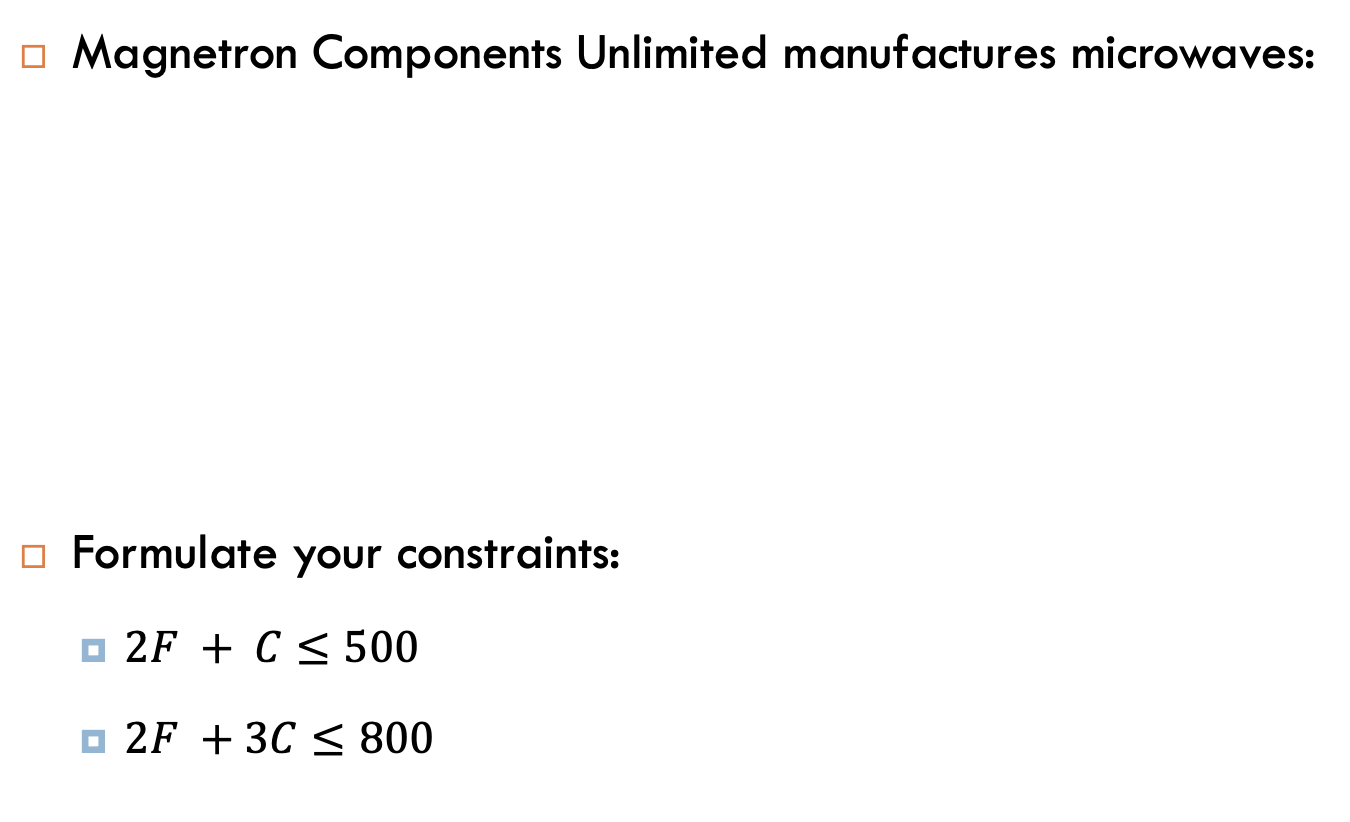 Magnetron Components Unlimited manufactures microwaves:
Formulate your constraints:
2F + C ≤ 500
2F + 3C ≤ 800